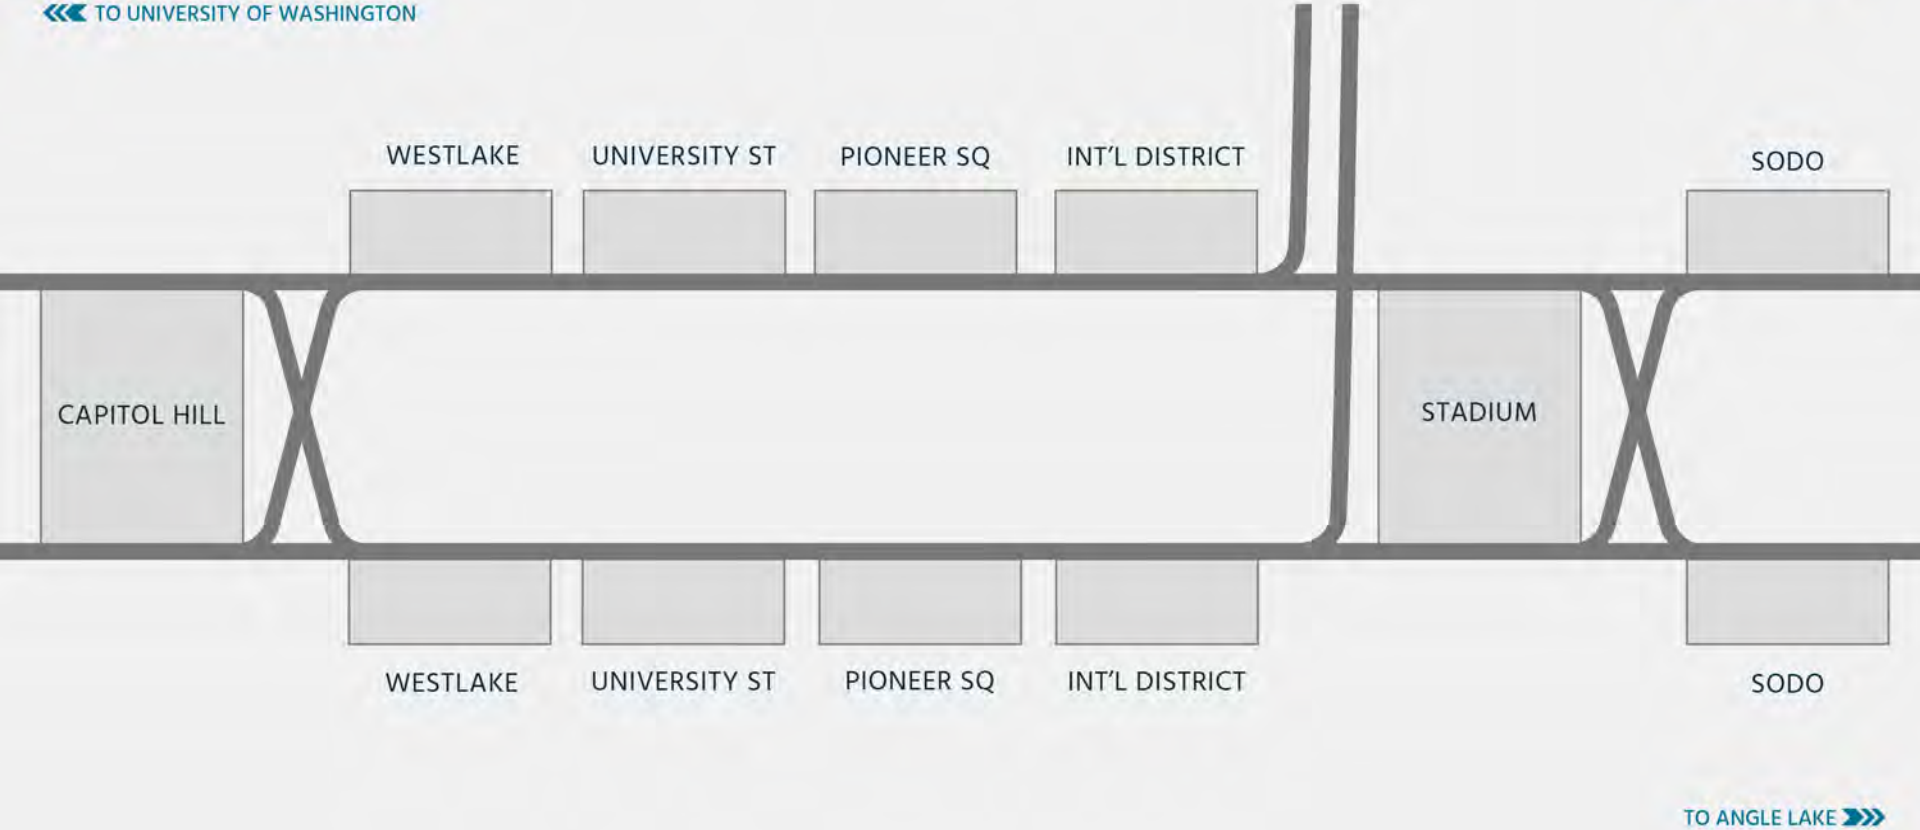 TO UNIVERSITY OF WASHINGTON
WESTLAKE
UNIVERSITY ST
PIONEER SQ
INT'L DISTRICT
SODO
CAPITOL HILL
STADIUM
WESTLAKE
UNIVERSITY ST
PIONEER SQ
INT'L DISTRICT
SODO
TO ANGLE LAKE